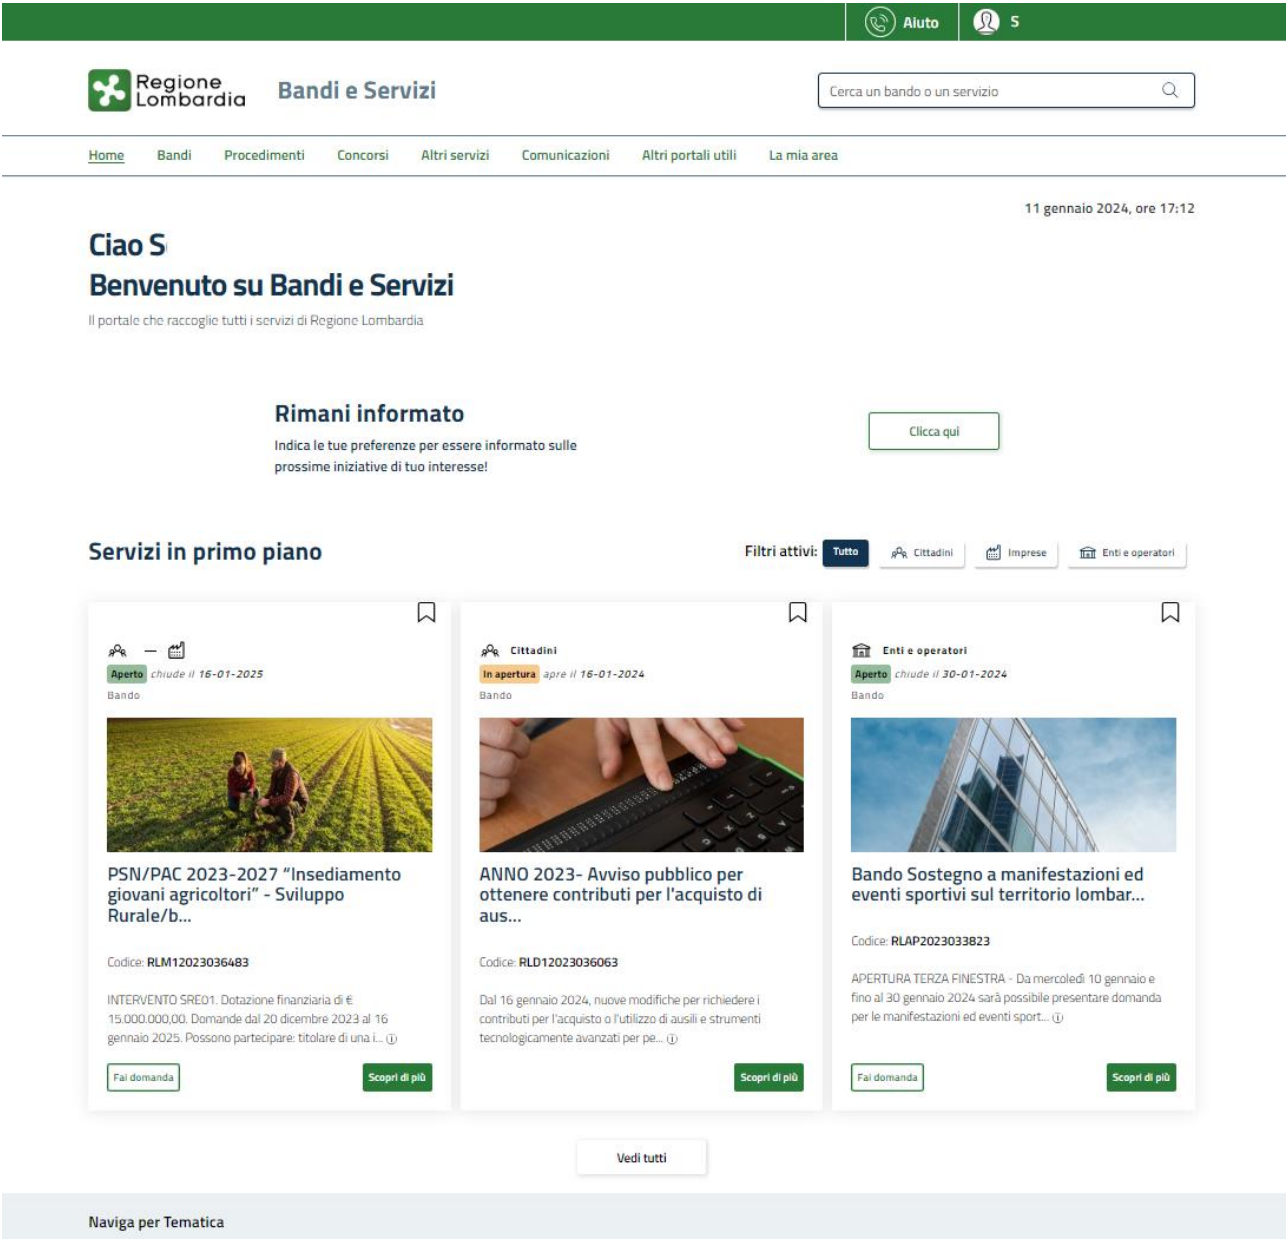 Aiuto
S
Regione
Lombardia
Bandi e Servizi
Cerca un bando o un servizio
Home Bandi Procedimenti Concorsi Altri servizi Comunicazioni Altri portali utili La mia area
11 gennaio 2024, ore 17:12
Ciao S
Benvenuto su Bandi e Servizi
Il portale che raccoglie tutti i servizi di Regione Lombardia
Rimani informato
Indica le tue preferenze per essere informato sulle
prossime iniziative di tuo interesse!
Clicca qui
Servizi in primo piano
Filtri attivi: Tutto Cittadini Imprese Enti e operatori
Aperto chiude il 16-01-2025
Bando
PSN/PAC 2023-2027 “Insediamento
giovani agricoltori” - Sviluppo
Rurale/b...
Codice: RLM12023036483
INTERVENTO SRE01. Dotazione finanziaria di €
15.000.000,00. Domande dal 20 dicembre 2023 al 16
gennaio 2025. Possono partecipare: titolare di una i...
Fai domanda
Scopri di più
Cittadini
In apertura apre il 16-01-2024
Bando
ANNO 2023- Avviso pubblico per
ottenere contributi per l'acquisto di
aus...
Codice: RLD12023036063
Dal 16 gennaio 2024, nuove modifiche per richiedere i
contributi per l'acquisto o l'utilizzo di ausili e strumenti
tecnologicamente avanzati per pe...
Scopri di più
Enti e operatori
Aperto chiude il 30-01-2024
Bando
Bando Sostegno a manifestazioni ed
eventi sportivi sul territorio lombar...
Codice: RLAP2023033823
APERTURA TERZA FINESTRA - Da mercoledì 10 gennaio e
fino al 30 gennaio 2024 sarà possibile presentare domanda
per le manifestazioni ed eventi sport...
Fai domanda
Scopri di più
Vedi tutti
Naviga per Tematica